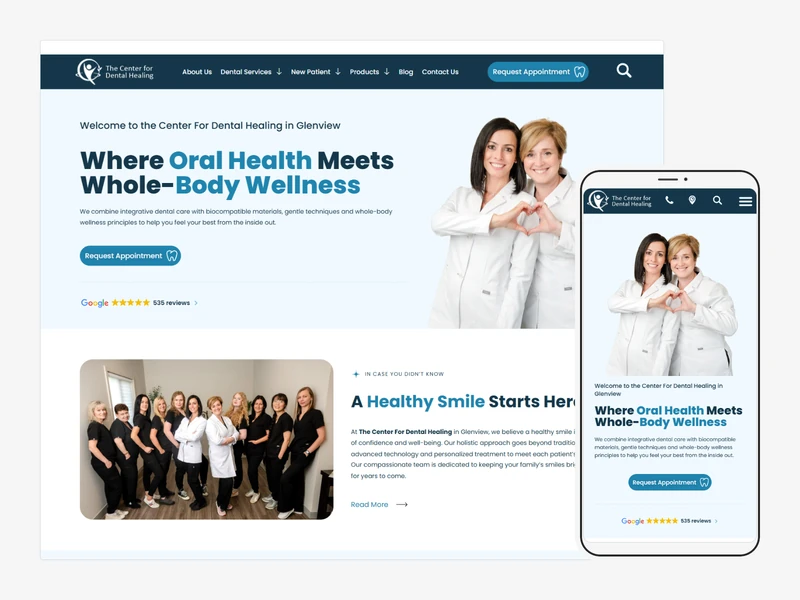 The Center for
Dental Healing
About Us
Dental Services
New Patient
Products
Blog
Contact Us
Request Appointment
Welcome to the Center For Dental Healing in Glenview
Where Oral Health Meets
Whole-Body Wellness
We combine integrative dental care with biocompatible materials, gentle techniques and whole-body
wellness principles to help you feel your best from the inside out.
Request Appointment
Google 535 reviews
IN CASE YOU DIDN'T KNOW
A Healthy Smile Starts Here
At The Center For Dental Healing in Glenview, we believe a healthy smile i
of confidence and well-being. Our holistic approach goes beyond traditio
advanced technology and personalized treatment to meet each patient's
Our compassionate team is dedicated to keeping your family's smiles bri
for years to come.
Read More
The Center for
Dental Healing
Welcome to the Center For Dental Healing in
Glenview
Where Oral Health Meets
Whole-Body Wellness
We combine integrative dental care with biocompatible
materials, gentle techniques and whole-body wellness
principles to help you feel your best from the inside out.
Request Appointment
Google 535 reviews